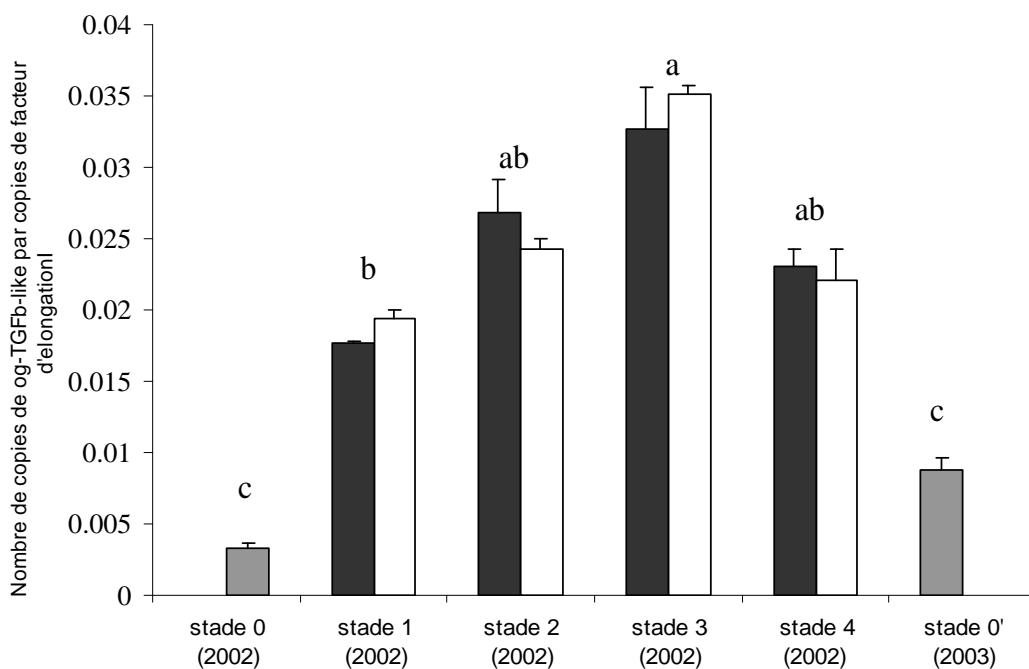 Nombre de copies de og-TGFb-like par copies de facteur
d'elongationI
0.04
0.035
0.03
0.025
0.02
0.015
0.01
0.005
0
c
b
ab
a
ab
c
stade 0
(2002)
stade 1
(2002)
stade 2
(2002)
stade 3
(2002)
stade 4
(2002)
stade 0'
(2003)